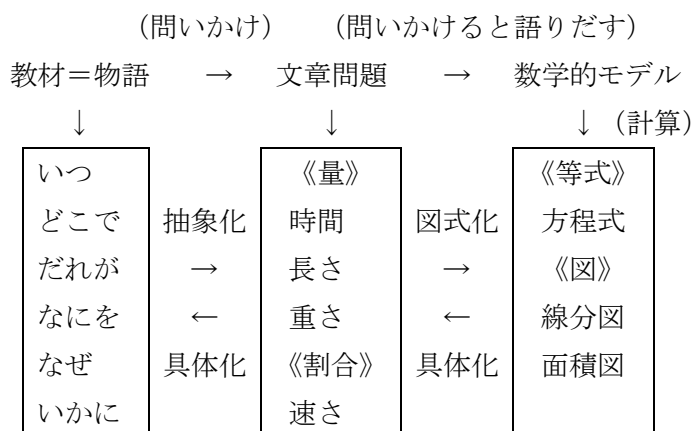 （問いかけ） （問いかけると語りだす）
教材＝物語 → 文章問題 → 数学的モデル
↓ ↓ ↓（計算）
いつ 《量》 《等式》
どこで 抽象化 時間 図式化 方程式
だれが → 長さ → 《図》
なにを ← 重さ ← 線分図
なぜ 具体化 《割合》 具体化 面積図
いかに 速さ